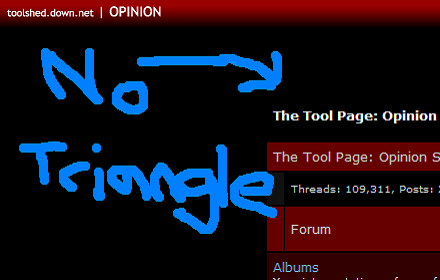 toolshed.down.net | OPINION
No
Triangle
The Tool Page: Opinion
The Tool Page: Opinion S
Threads: 109,311, Posts:
Forum
Albums